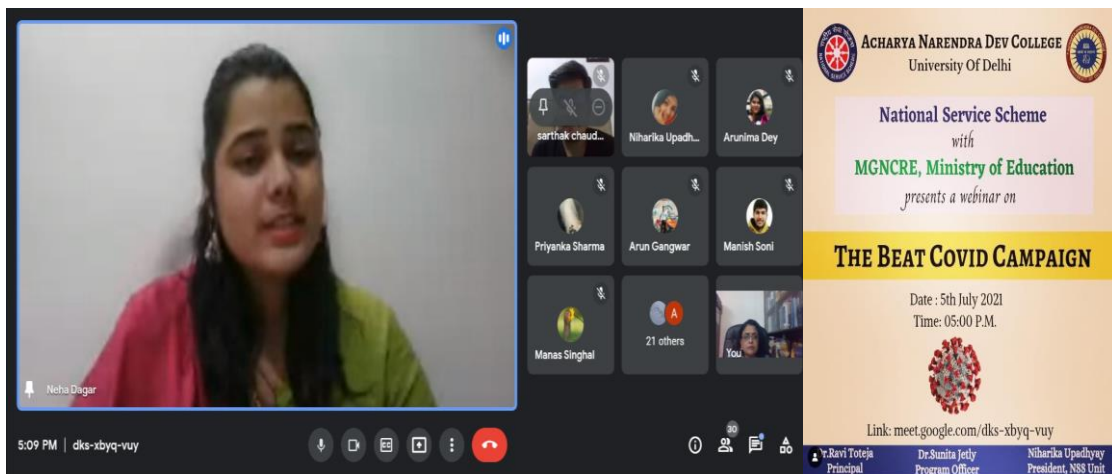 Neha Dagar
5:09 PM | dks-xbyq-vuy
CC
sarthak chaud...
Niharika Upadh...
Arunima Dey
Priyanka Sharma
Arun Gangwar
Manish Soni
Manas Singhal
A
21 others
You
30
ACHARYA NARENDRA DEV COLLEGE
University Of Delhi
National Service Scheme
with
MGNCRE, Ministry of Education
presents a webinar on
THE BEAT COVID CAMPAIGN
Date : 5th July 2021
Time: 05:00 P.M.
Link: meet.google.com/dks-xbyq-vuy
r.Ravi Toteja
Principal
Dr.Sunita Jetly
Program Officer
Niharika Upadhyay
President, NSS Unit